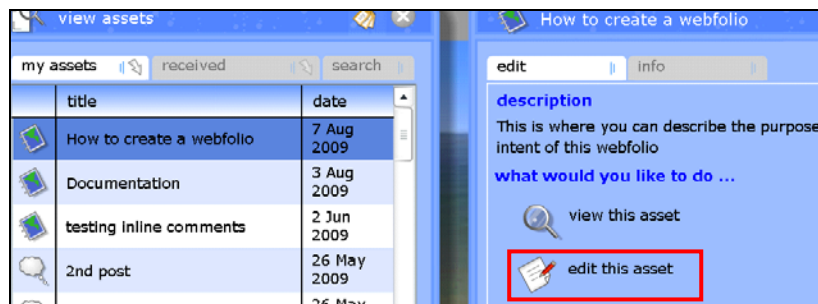 view assets
my assets received search
title date
How to create a webfolio 7 Aug 2009
Documentation 3 Aug 2009
testing inline comments 2 Jun 2009
2nd post 26 May 2009
26 May
How to create a webfolio
edit info
description
This is where you can describe the purpose
intent of this webfolio
what would you like to do ...
view this asset
edit this asset